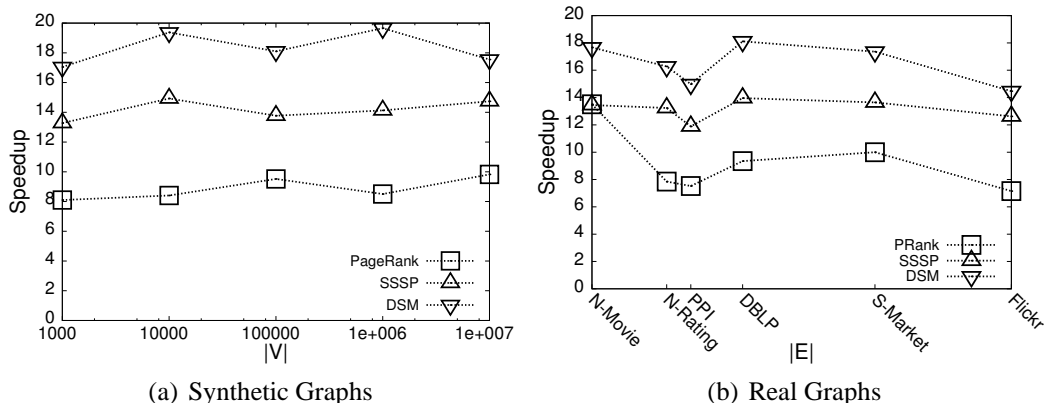 20
18
16
14
12
10
8
6
4
2
0
Speedup
PageRank
SSSP
DSM
1000
10000
100000
1e+006
1e+007
|V|
(a) Synthetic Graphs
20
18
16
14
12
10
8
6
4
2
0
Speedup
PRank
SSSP
DSM
N-Movie
N-Rating
PPI
DBLP
S-Market
Flickr
|E|
(b) Real Graphs